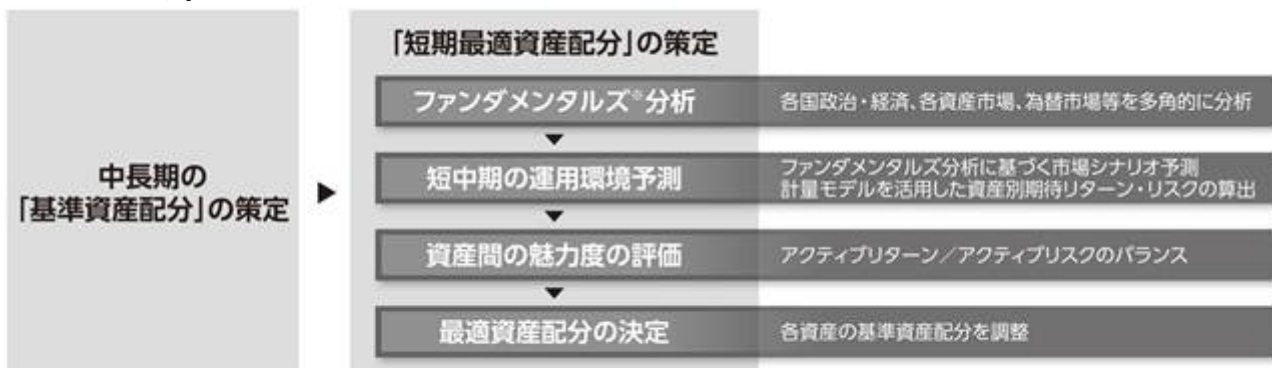 中長期の
「基準資産配分」の策定
▶
「短期最適資産配分」の策定
ファンダメンタルズ※分析
各国政治・経済、各資産市場、為替市場等を多角的に分析
▼
短中期の運用環境予測
ファンダメンタルズ分析に基づく市場シナリオ予測
計量モデルを活用した資産別期待リターン・リスクの算出
▼
資産間の魅力度の評価
アクティブリターン／アクティブリスクのバランス
▼
最適資産配分の決定
各資産の基準資産配分を調整